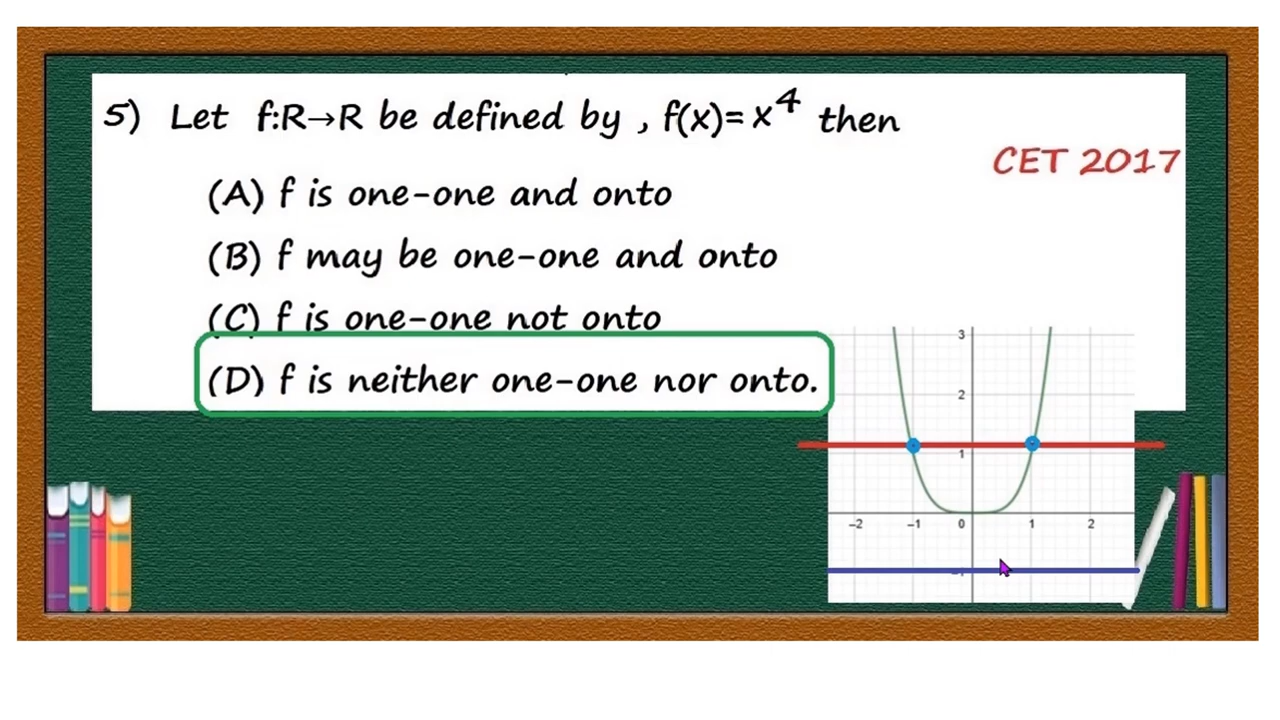 5) Let f:R→R be defined by , f(x)= x⁴ then
CET 2017
(A) f is one-one and onto
(B) f may be one-one and onto
(C) f is one-one not onto
(D) f is neither one-one nor onto.
3
2
1
-2 -1 0 1 2